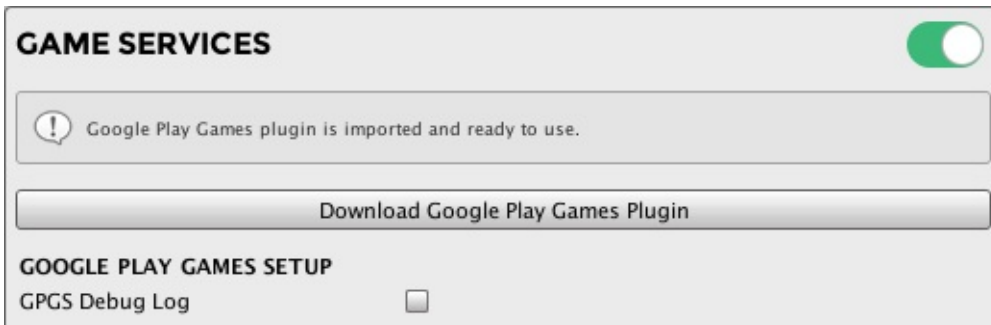 GAME SERVICES
Google Play Games plugin is imported and ready to use.
Download Google Play Games Plugin
GOOGLE PLAY GAMES SETUP
GPGS Debug Log